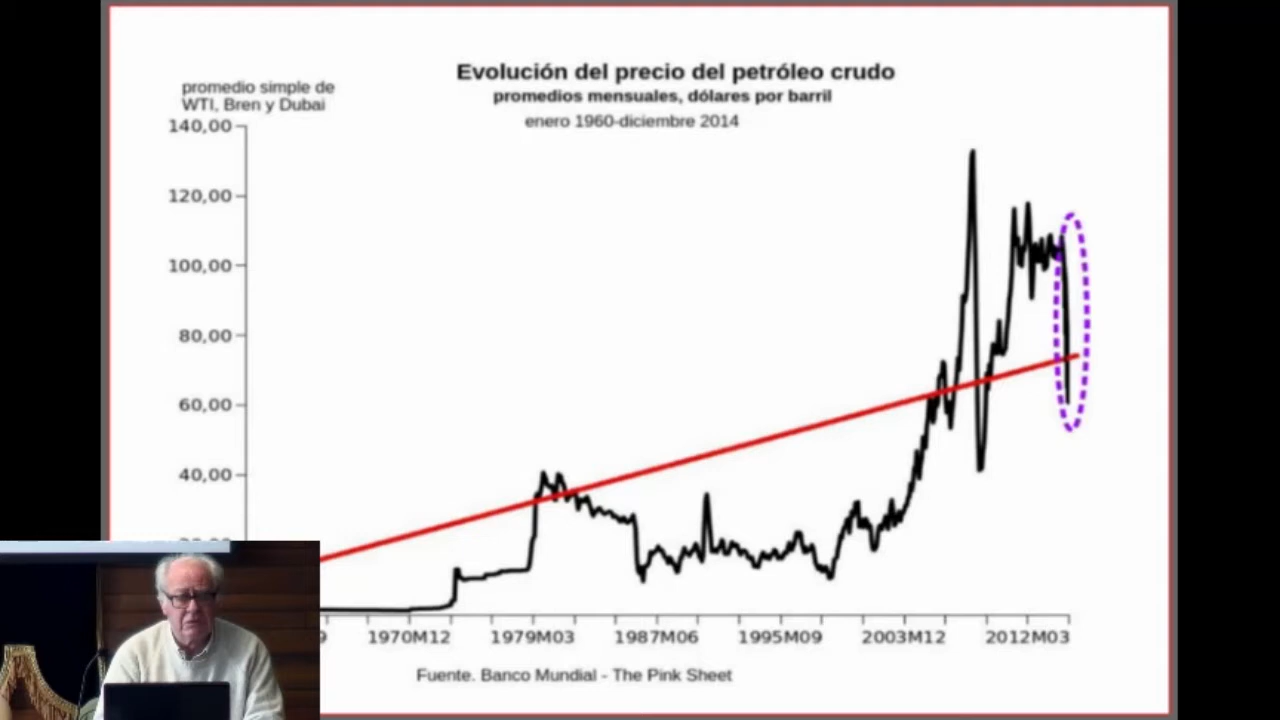 Evolución del precio del petróleo crudo
promedios mensuales, dólares por barril
enero 1960-diciembre 2014
promedio simple de
WTI, Bren y Dubai
140,00
120,00
100,00
80,00
60,00
40,00
9 1970M12 1979M03 1987M06 1995M09 2003M12 2012M03
Fuente. Banco Mundial - The Pink Sheet